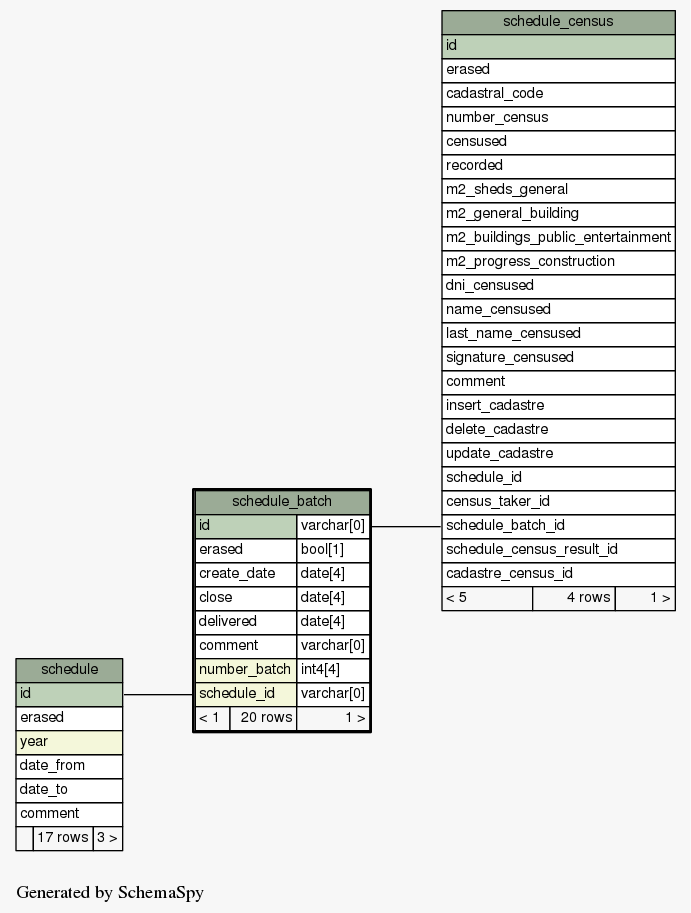 schedule_census
id
erased
cadastral_code
number_census
censused
recorded
m2_sheds_general
m2_general_building
m2_buildings_public_entertainment
m2_progress_construction
dni_censused
name_censused
last_name_censused
signature_censused
comment
insert_cadastre
delete_cadastre
update_cadastre
schedule_id
census_taker_id
schedule_batch_id
schedule_census_result_id
cadastre_census_id
< 5 4 rows 1 >
schedule_batch
id varchar[0]
erased bool[1]
create_date date[4]
close date[4]
delivered date[4]
comment varchar[0]
number_batch int4[4]
schedule_id varchar[0]
< 1 20 rows 1 >
schedule
id
erased
year
date_from
date_to
comment
17 rows 3 >
Generated by SchemaSpy